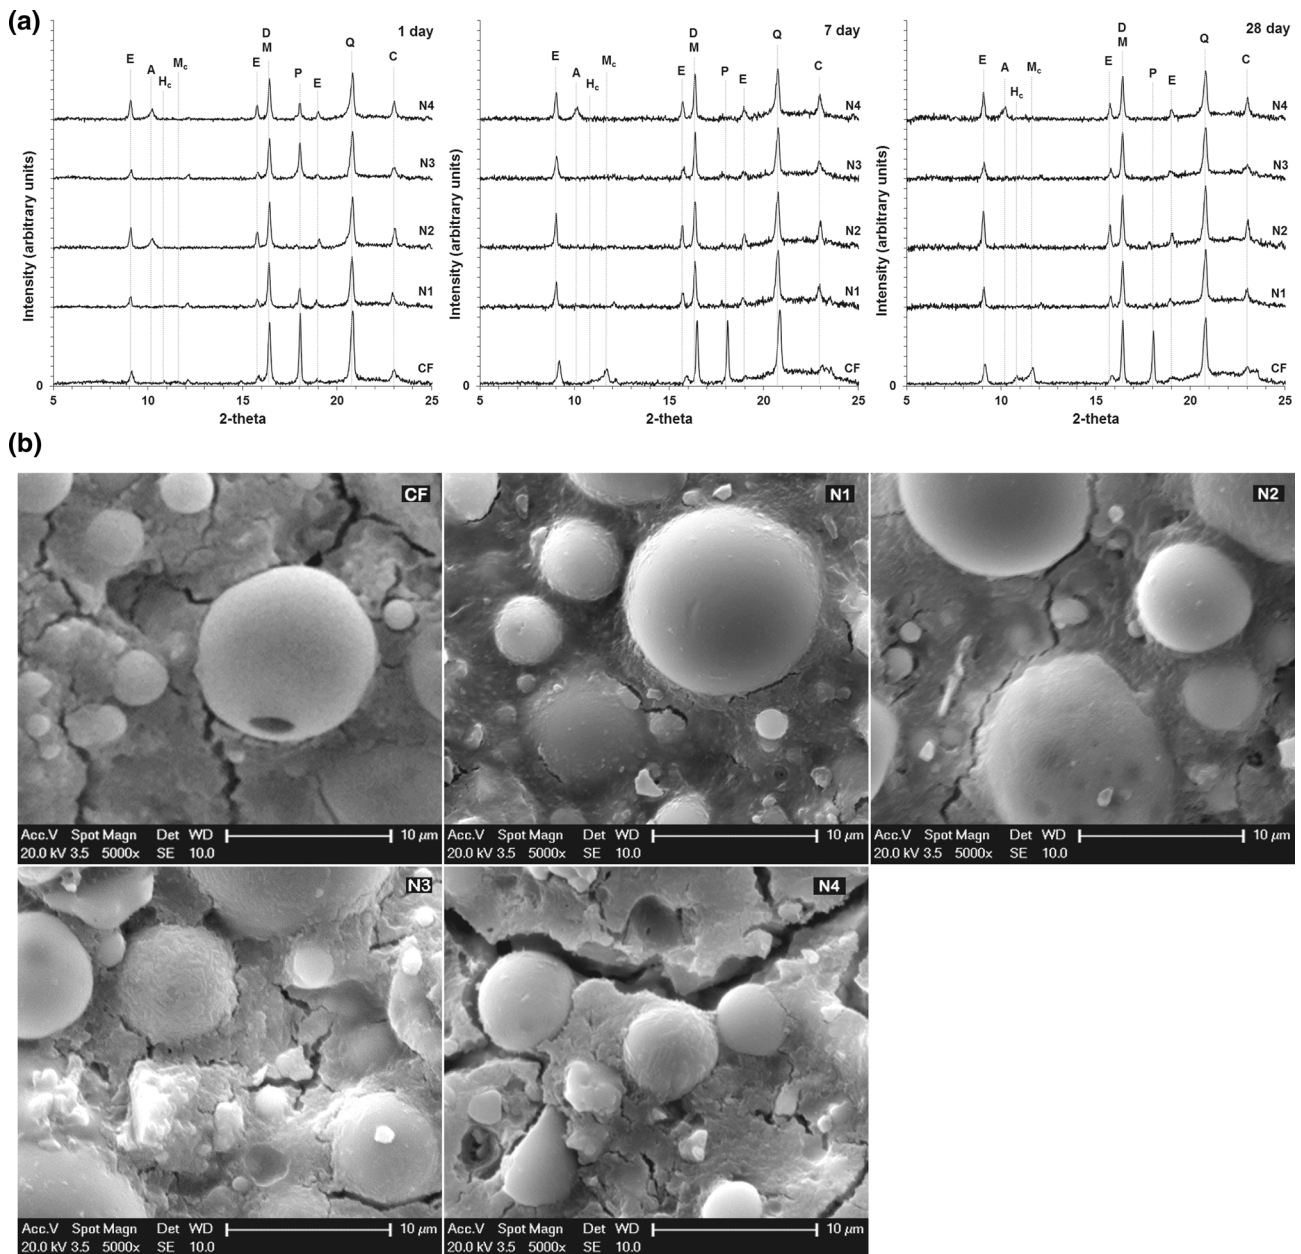 (a)
1 day
D
M
Q
E
A
Hc
Mc
E
P
E
C
N4
N3
N2
N1
CF
Intensity (arbitrary units)
0
5 10 15 20 25
2-theta
7 day
D
M
Q
E
A
Hc
Mc
E
P
E
C
N4
N3
N2
N1
CF
Intensity (arbitrary units)
0
5 10 15 20 25
2-theta
28 day
D
M
Q
E
A
Hc
Mc
E
P
E
C
N4
N3
N2
N1
CF
Intensity (arbitrary units)
0
5 10 15 20 25
2-theta
(b)
CF
Acc.V Spot Magn Det WD 10 µm
20.0 kV 3.5 5000x SE 10.0
N1
Acc.V Spot Magn Det WD 10 µm
20.0 kV 3.5 5000x SE 10.0
N2
Acc.V Spot Magn Det WD 10 µm
20.0 kV 3.5 5000x SE 10.0
N3
Acc.V Spot Magn Det WD 10 µm
20.0 kV 3.5 5000x SE 10.0
N4
Acc.V Spot Magn Det WD 10 µm
20.0 kV 3.5 5000x SE 10.0